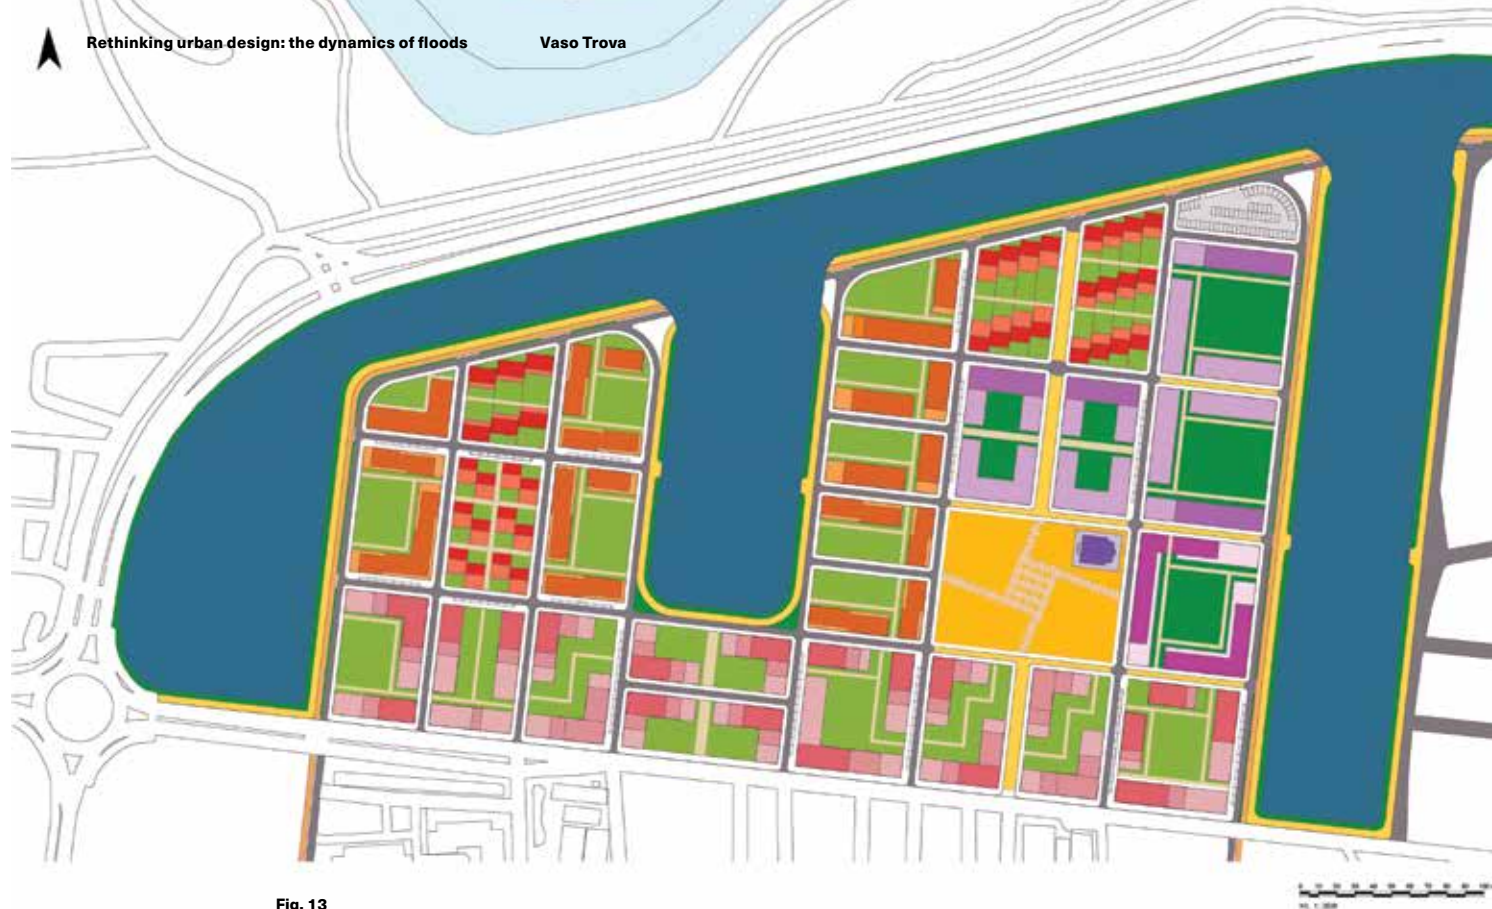 Rethinking urban design: the dynamics of floods Vaso Trova
Fig. 13